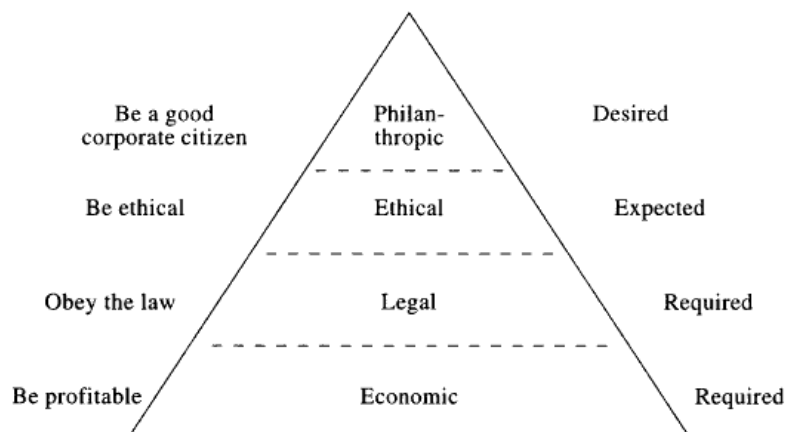 Be a good
corporate citizen
Philan-
thropic
Desired
Be ethical
Ethical
Expected
Obey the law
Legal
Required
Be profitable
Economic
Required